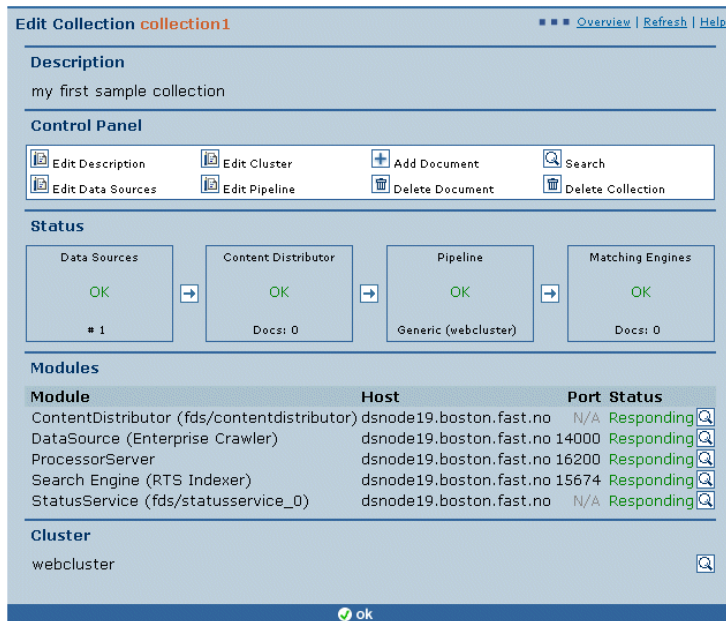 Edit Collection collection1 Overview | Refresh | Help
Description
my first sample collection
Control Panel
Edit Description Edit Cluster Add Document Search
Edit Data Sources Edit Pipeline Delete Document Delete Collection
Status
Data Sources Content Distributor Pipeline Matching Engines
OK OK OK OK
# 1 Docs: 0 Generic (webcluster) Docs: 0
Modules
Module Host Port Status
ContentDistributor (fds/contentdistributor) dsnode19.boston.fast.no N/A Responding
DataSource (Enterprise Crawler) dsnode19.boston.fast.no 14000 Responding
ProcessorServer dsnode19.boston.fast.no 16200 Responding
Search Engine (RTS Indexer) dsnode19.boston.fast.no 15674 Responding
StatusService (fds/statusservice_0) dsnode19.boston.fast.no N/A Responding
Cluster
webcluster
ok